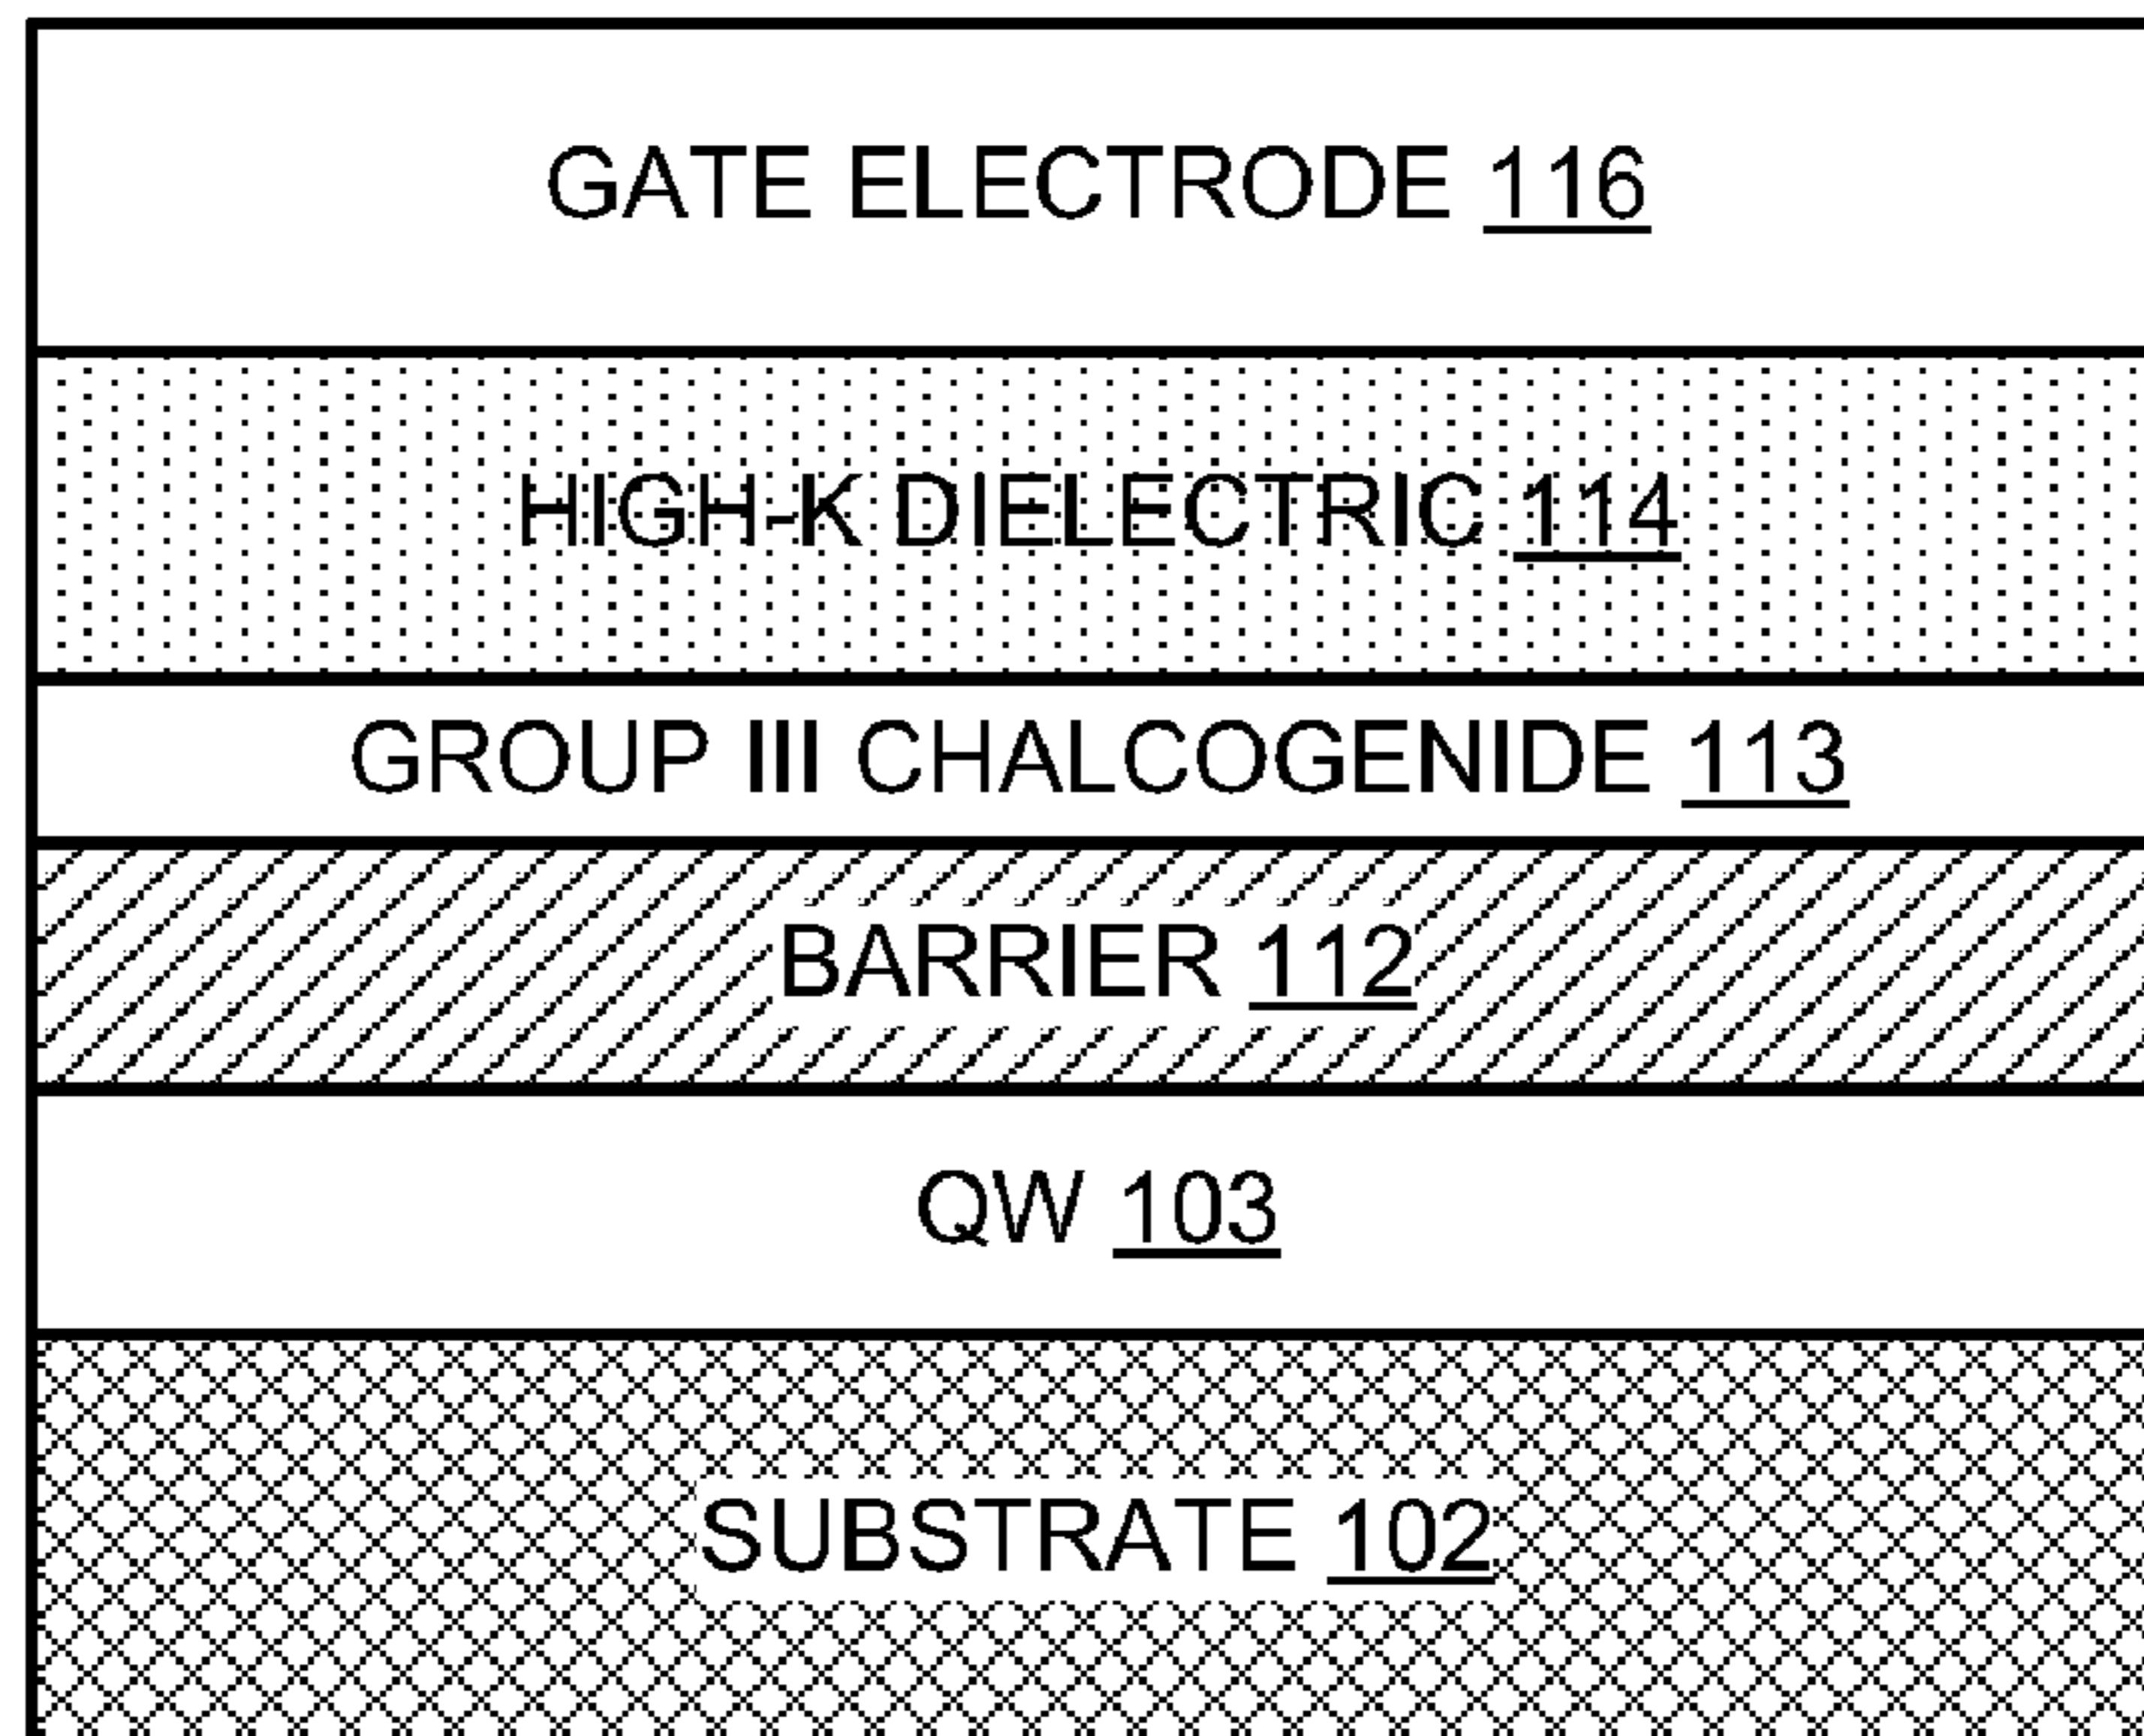 GATE ELECTRODE 116
HIGH-K DIELECTRIC 114
GROUP III CHALCOGENIDE 113
BARRIER 112
QW 103
SUBSTRATE 102